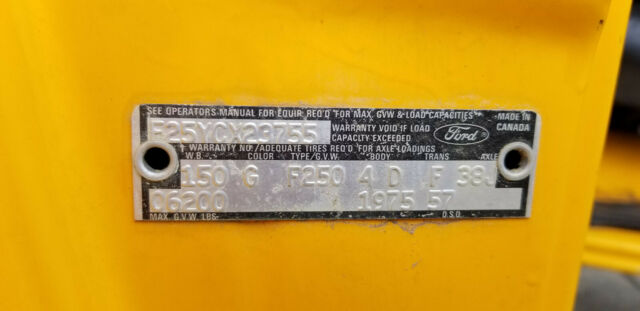 SEE OPERATORS MANUAL FOR EQUIP. REQ'D FOR MAX. GVW & LOAD CAPACITIES
F25YCX29755 WARRANTY VOID IF LOAD CAPACITY EXCEEDED Ford MADE IN CANADA
WARRANTY NO./ADEQUATE TIRES REQ'D FOR AXLE LOADINGS
W.B. COLOR TYPE/G.V.W. BODY TRANS AXLE
150 G F250 4 D F 38J
06200 1975 57
MAX. G.V.W. LBS D.S.O.